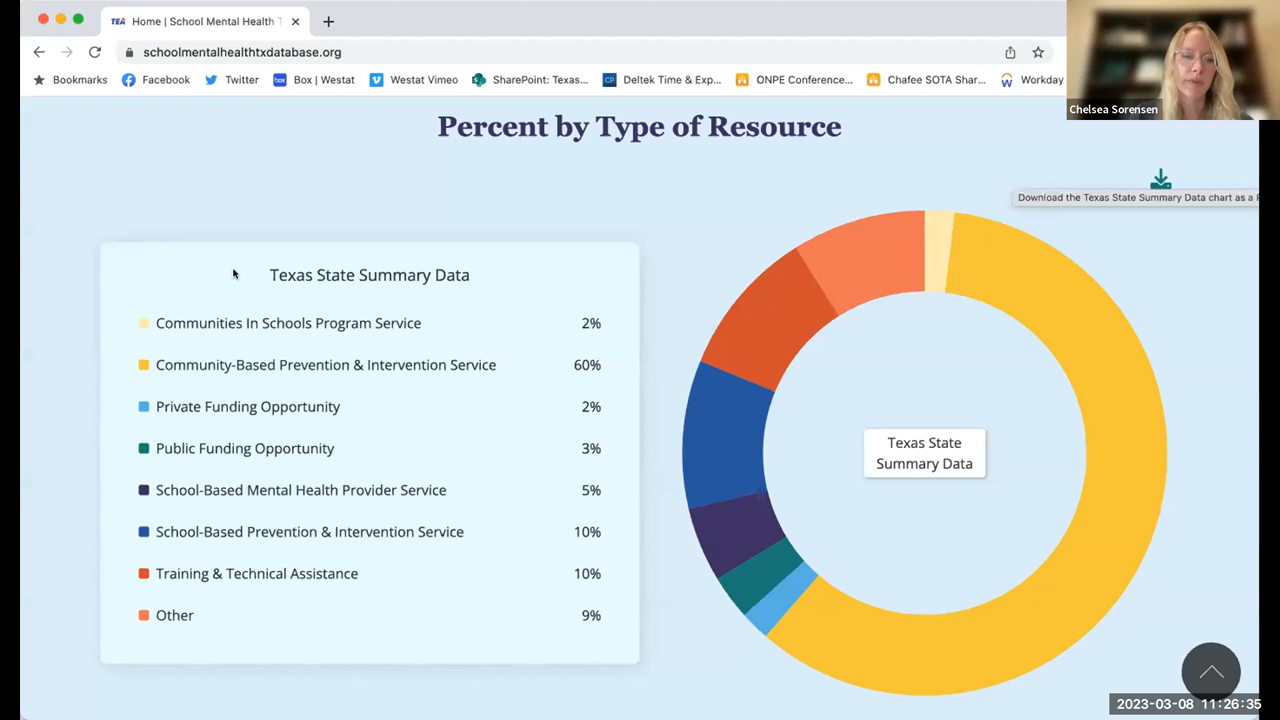 TEA Home | School Mental Health T
schoolmentalhealthtxdatabase.org
Bookmarks Facebook Twitter box Box | Westat Westat Vimeo SharePoint: Texas... CP Deltek Time & Exp... ONPE Conference... Chafee SOTA Shar... Workday
Chelsea Sorensen
Percent by Type of Resource
Download the Texas State Summary Data chart as a
Texas State Summary Data
Communities In Schools Program Service 2%
Community-Based Prevention & Intervention Service 60%
Private Funding Opportunity 2%
Public Funding Opportunity 3%
School-Based Mental Health Provider Service 5%
School-Based Prevention & Intervention Service 10%
Training & Technical Assistance 10%
Other 9%
Texas State
Summary Data
2023-03-08 11:26:35